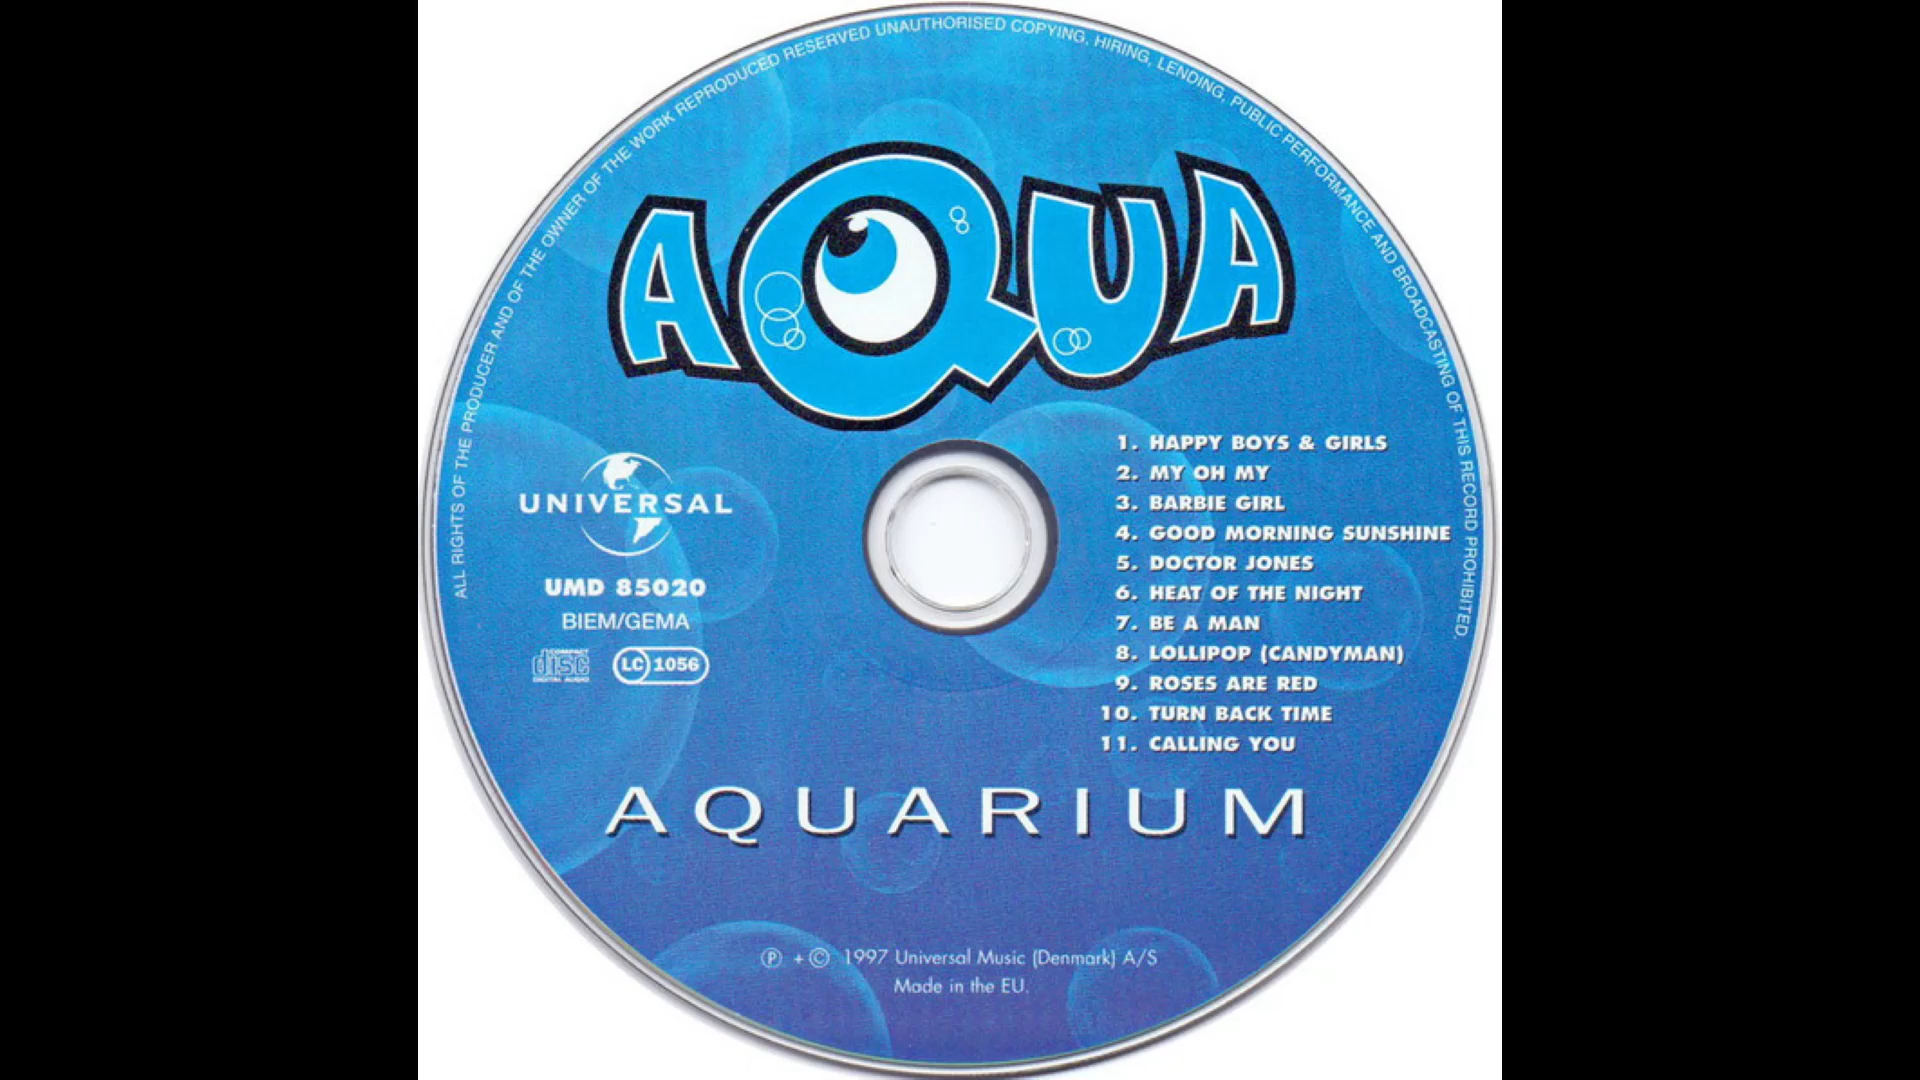 ALL RIGHTS OF THE PRODUCER AND OF THE OWNER OF THE WORK REPRODUCED RESERVED UNAUTHORISED COPYING, HIRING, LENDING, PUBLIC PERFORMANCE AND BROADCASTING OF THIS RECORD PROHIBITED.
AQUA
UNIVERSAL
UMD 85020
BIEM/GEMA
COMPACT
disc
DIGITAL AUDIO
LC 1056
1. HAPPY BOYS & GIRLS
2. MY OH MY
3. BARBIE GIRL
4. GOOD MORNING SUNSHINE
5. DOCTOR JONES
6. HEAT OF THE NIGHT
7. BE A MAN
8. LOLLIPOP (CANDYMAN)
9. ROSES ARE RED
10. TURN BACK TIME
11. CALLING YOU
AQUARIUM
℗ + © 1997 Universal Music (Denmark) A/S
Made in the EU.